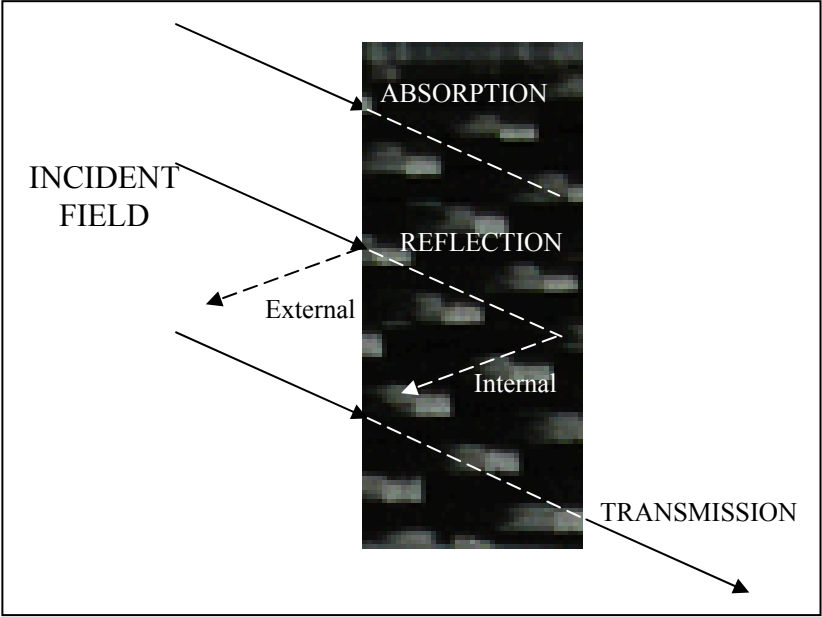 ABSORPTION
INCIDENT
FIELD
REFLECTION
External
Internal
TRANSMISSION